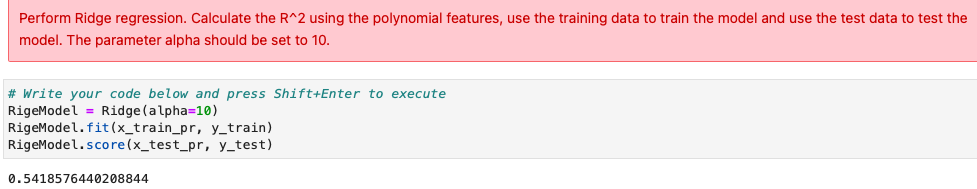 Perform Ridge regression. Calculate the R^2 using the polynomial features, use the training data to train the model and use the test data to test the
model. The parameter alpha should be set to 10.
# Write your code below and press Shift+Enter to execute
RigeModel = Ridge(alpha=10)
RigeModel.fit(x_train_pr, y_train)
RigeModel.score(x_test_pr, y_test)
0.5418576440208844